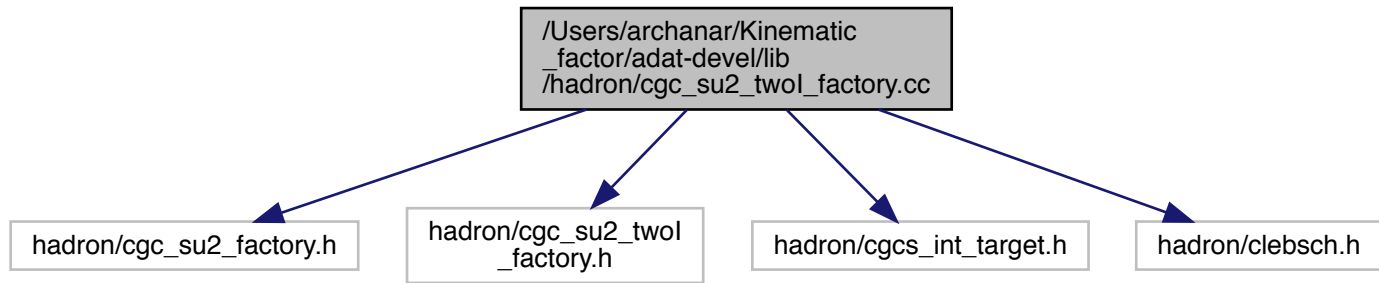 /Users/archanar/Kinematic
_factor/adat-devel/lib
/hadron/cgc_su2_twoI_factory.cc
hadron/cgc_su2_factory.h
hadron/cgc_su2_twoI
_factory.h
hadron/cgcs_int_target.h
hadron/clebsch.h